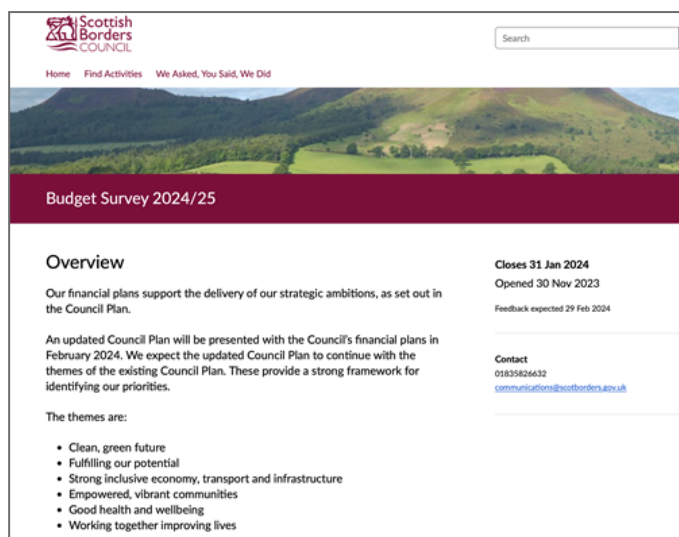 Scottish
Borders
COUNCIL
Search
Home Find Activities We Asked, You Said, We Did
Budget Survey 2024/25
Overview
Our financial plans support the delivery of our strategic ambitions, as set out in
the Council Plan.
An updated Council Plan will be presented with the Council's financial plans in
February 2024. We expect the updated Council Plan to continue with the
themes of the existing Council Plan. These provide a strong framework for
identifying our priorities.
The themes are:
• Clean, green future
• Fulfilling our potential
• Strong inclusive economy, transport and infrastructure
• Empowered, vibrant communities
• Good health and wellbeing
• Working together improving lives
Closes 31 Jan 2024
Opened 30 Nov 2023
Feedback expected 29 Feb 2024
Contact
01835826632
communications@scotborders.gov.uk